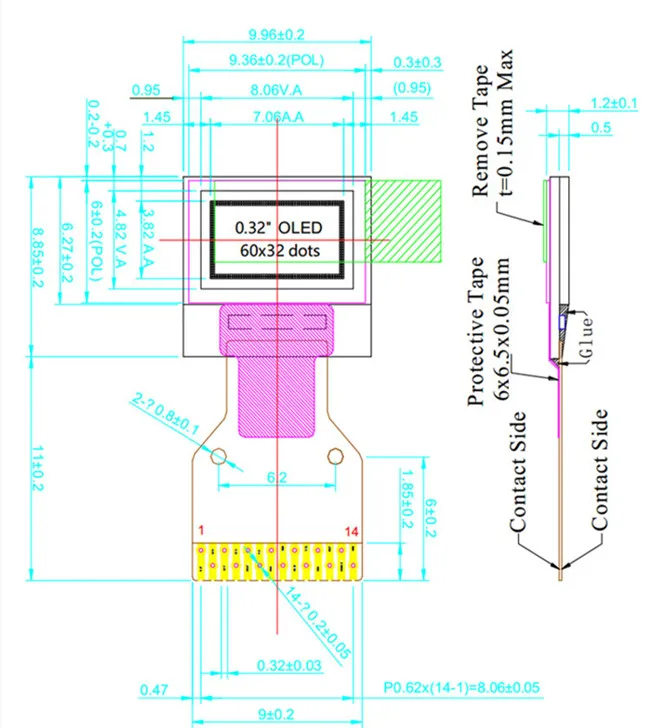 9.96±0.2
9.36±0.2(POL)
0.3±0.3
0.95
8.06V.A
(0.95)
1.45
7.06A.A
1.45
0.2-0.2
+0.3
0.7
1.2
1.2±0.1
0.5
Remove Tape
t=0.15mm Max
8.85±0.2
6.27±0.2
6±0.2(POL)
4.82 V.A
3.82 A.A
0.32" OLED
60x32 dots
Protective Tape
6x6.5x0.05mm
Glue
2-? 0.8±0.1
6.2
11±0.2
1.85±0.2
6±0.2
Contact Side
Contact Side
1
14
14-? 0.2±0.05
0.32±0.03
0.47
P0.62x(14-1)=8.06±0.05
9±0.2